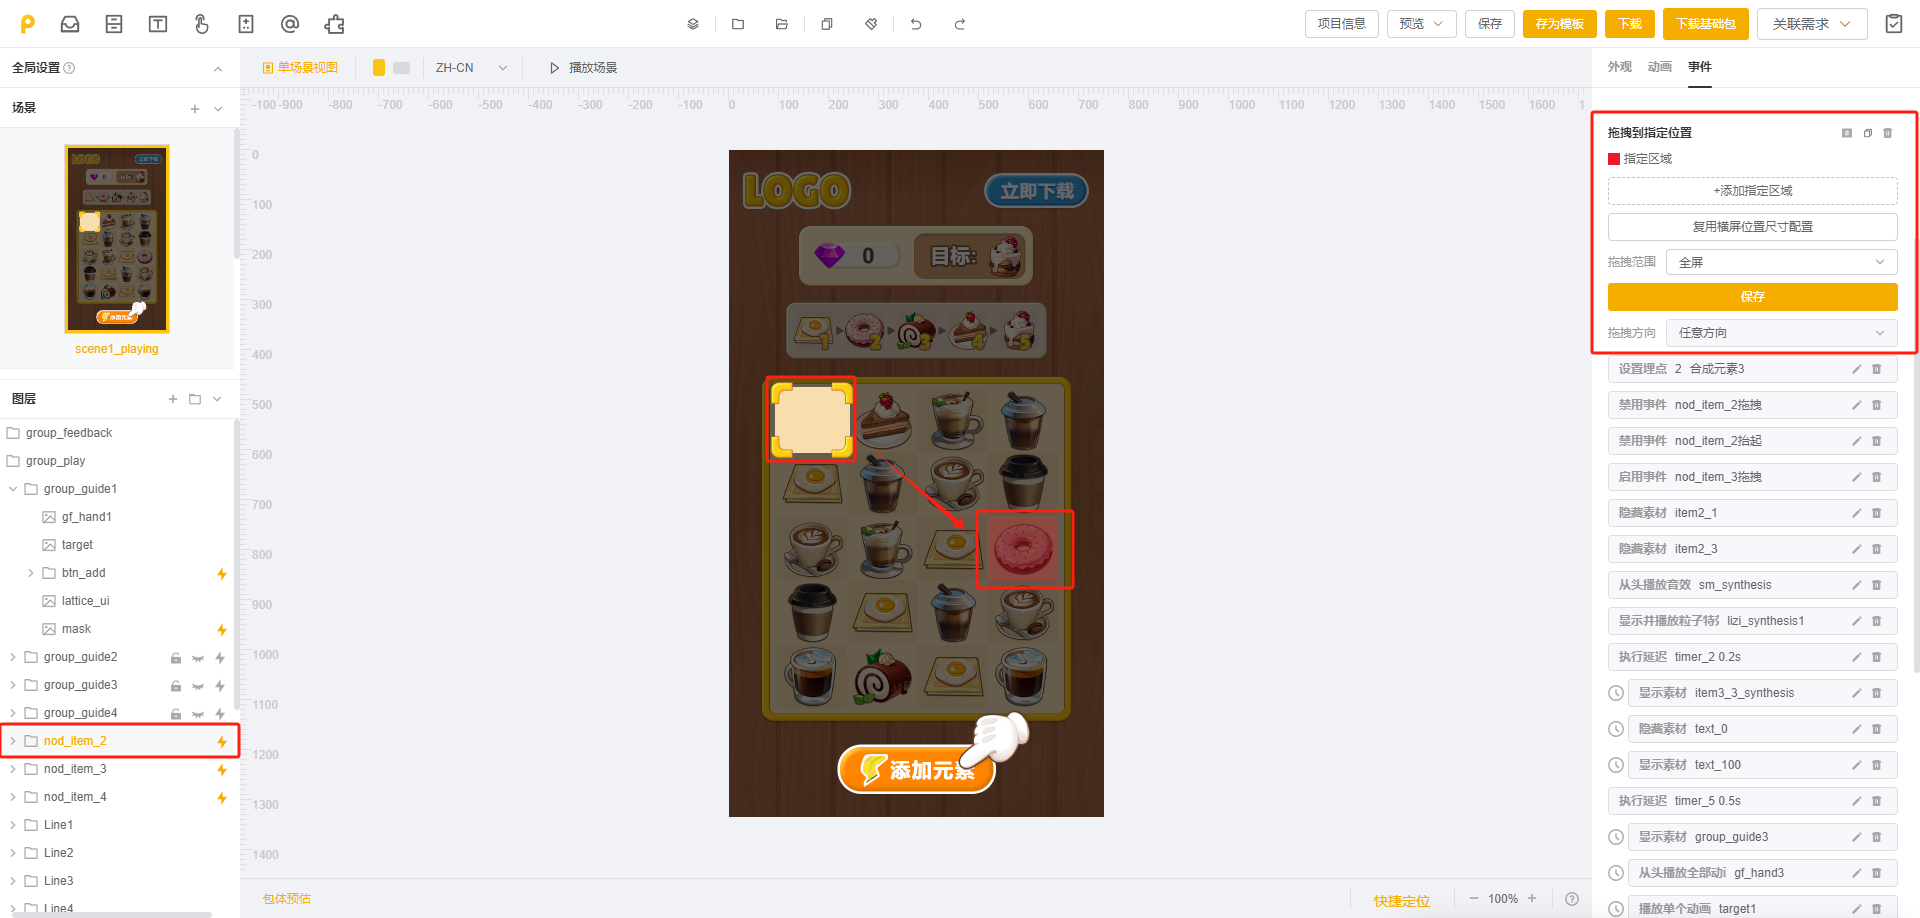 P
项目信息
预览
保存
存为模板
下载
下载基础包
关联需求
全局设置
单场景视图
ZH-CN
播放场景
外观
动画
事件
场景
-100 -900 -800 -700 -600 -500 -400 -300 -200 -100 0 100 200 300 400 500 600 700 800 900 1000 1100 1200 1300 1400 1500 1600 1
scene1_playing
图层
group_feedback
group_play
group_guide1
gf_hand1
target
btn_add
lattice_ui
mask
group_guide2
group_guide3
group_guide4
nod_item_2
nod_item_3
nod_item_4
Line1
Line2
Line3
Line4
0
100
200
300
400
500
600
700
800
900
1000
1100
1200
1300
1400
LOGO
立即下载
0
目标:
1
2
3
4
5
添加元素
包体预估
快捷定位
100%
拖拽到指定位置
指定区域
+添加指定区域
复用横屏位置尺寸配置
拖拽范围
全屏
保存
拖拽方向
任意方向
设置埋点 2 合成元素3
禁用事件 nod_item_2拖拽
禁用事件 nod_item_2抬起
启用事件 nod_item_3拖拽
隐藏素材 item2_1
隐藏素材 item2_3
从头播放音效 sm_synthesis
显示并播放粒子特 lizi_synthesis1
执行延迟 timer_2 0.2s
显示素材 item3_3_synthesis
隐藏素材 text_0
显示素材 text_100
执行延迟 timer_5 0.5s
显示素材 group_guide3
从头播放全部动 gf_hand3
播放单个动画 target1